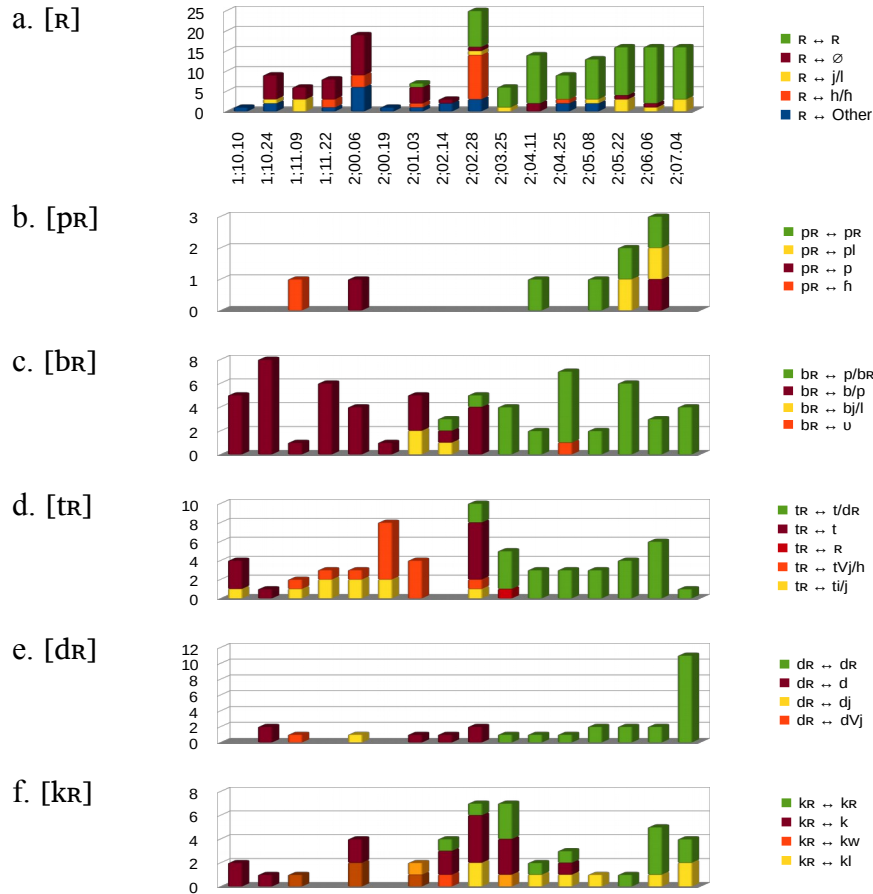 a. [ʀ]
25
20
15
10
5
0
ʀ ↔ ʀ
ʀ ↔ Ø
ʀ ↔ j/l
ʀ ↔ h/ɦ
ʀ ↔ Other
1;10.10 1;10.24 1;11.09 1;11.22 2;00.06 2;00.19 2;01.03 2;02.14 2;02.28 2;03.25 2;04.11 2;04.25 2;05.08 2;05.22 2;06.06 2;07.04
b. [pʀ]
3
2
1
0
pʀ ↔ pʀ
pʀ ↔ pl
pʀ ↔ p
pʀ ↔ ɦ
c. [bʀ]
8
6
4
2
0
bʀ ↔ p/bʀ
bʀ ↔ b/p
bʀ ↔ bj/l
bʀ ↔ ʋ
d. [tʀ]
10
8
6
4
2
0
tʀ ↔ t/dʀ
tʀ ↔ t
tʀ ↔ ʀ
tʀ ↔ tVj/h
tʀ ↔ ti/j
e. [dʀ]
12
10
8
6
4
2
0
dʀ ↔ dʀ
dʀ ↔ d
dʀ ↔ dj
dʀ ↔ dVj
f. [kʀ]
8
6
4
2
0
kʀ ↔ kʀ
kʀ ↔ k
kʀ ↔ kw
kʀ ↔ kl